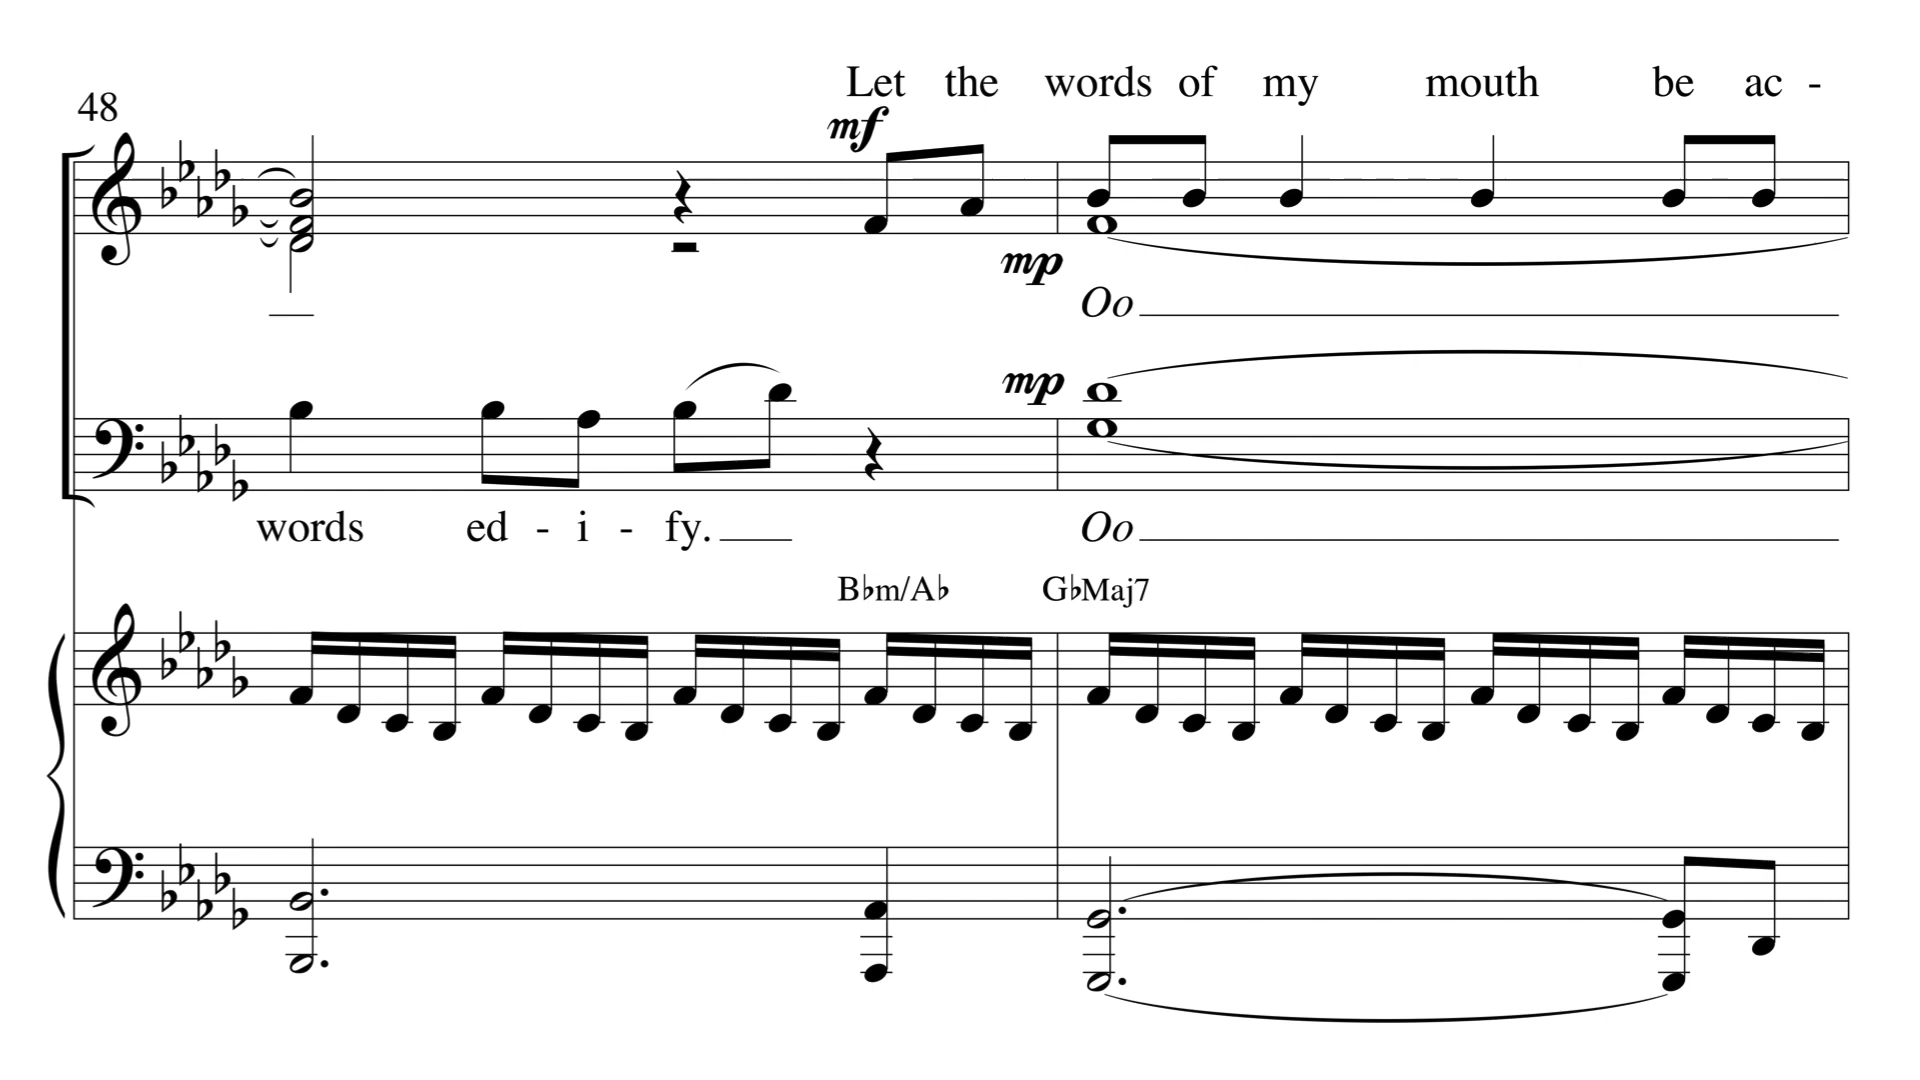 Let the words of my mouth be ac -
48
mf
mp
Oo
mp
words ed - i - fy. Oo
B♭m/A♭ G♭Maj7